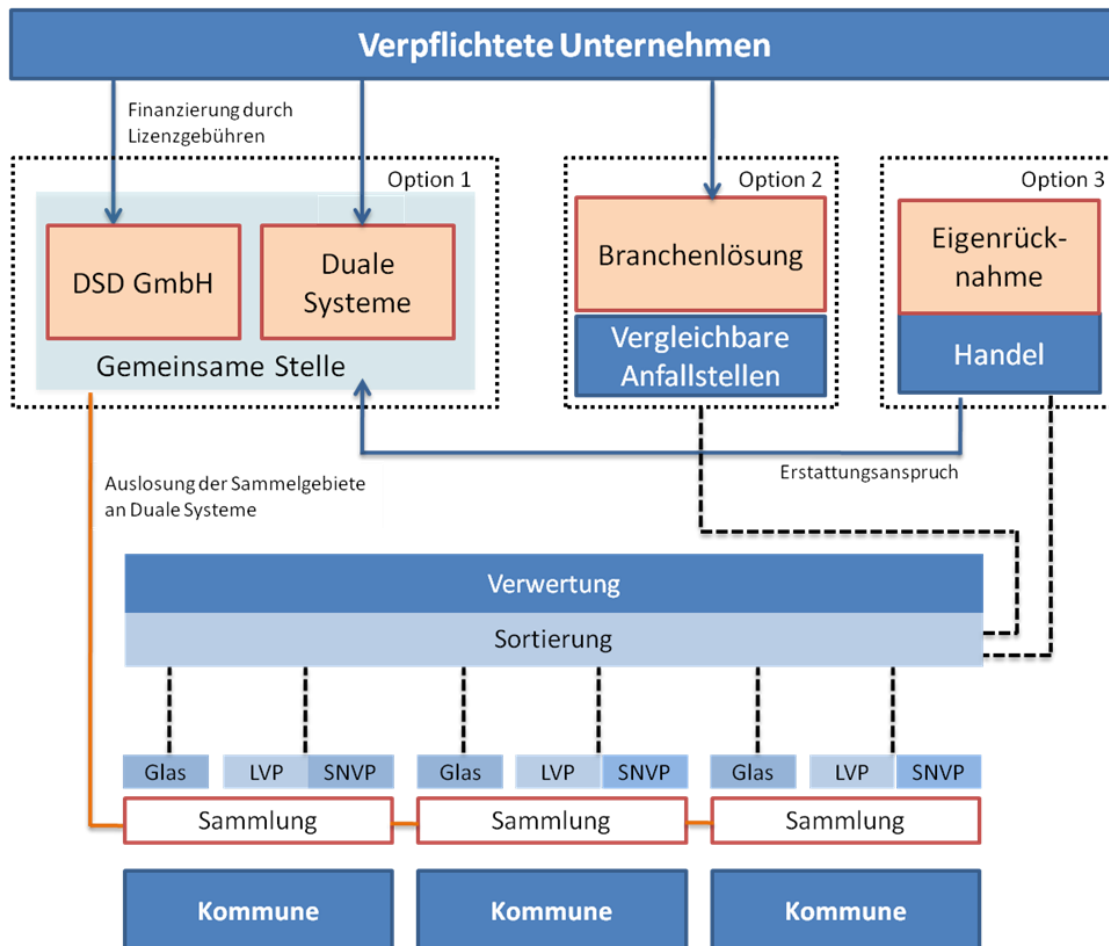 Verpflichtete Unternehmen
Finanzierung durch
Lizenzgebühren
Option 1
Option 2
Option 3
DSD GmbH
Duale
Systeme
Gemeinsame Stelle
Branchenlösung
Vergleichbare
Anfallstellen
Eigenrück-
nahme
Handel
Erstattungsanspruch
Auslosung der Sammelgebiete
an Duale Systeme
Verwertung
Sortierung
Glas LVP SNVP Glas LVP SNVP Glas LVP SNVP
Sammlung Sammlung Sammlung
Kommune Kommune Kommune